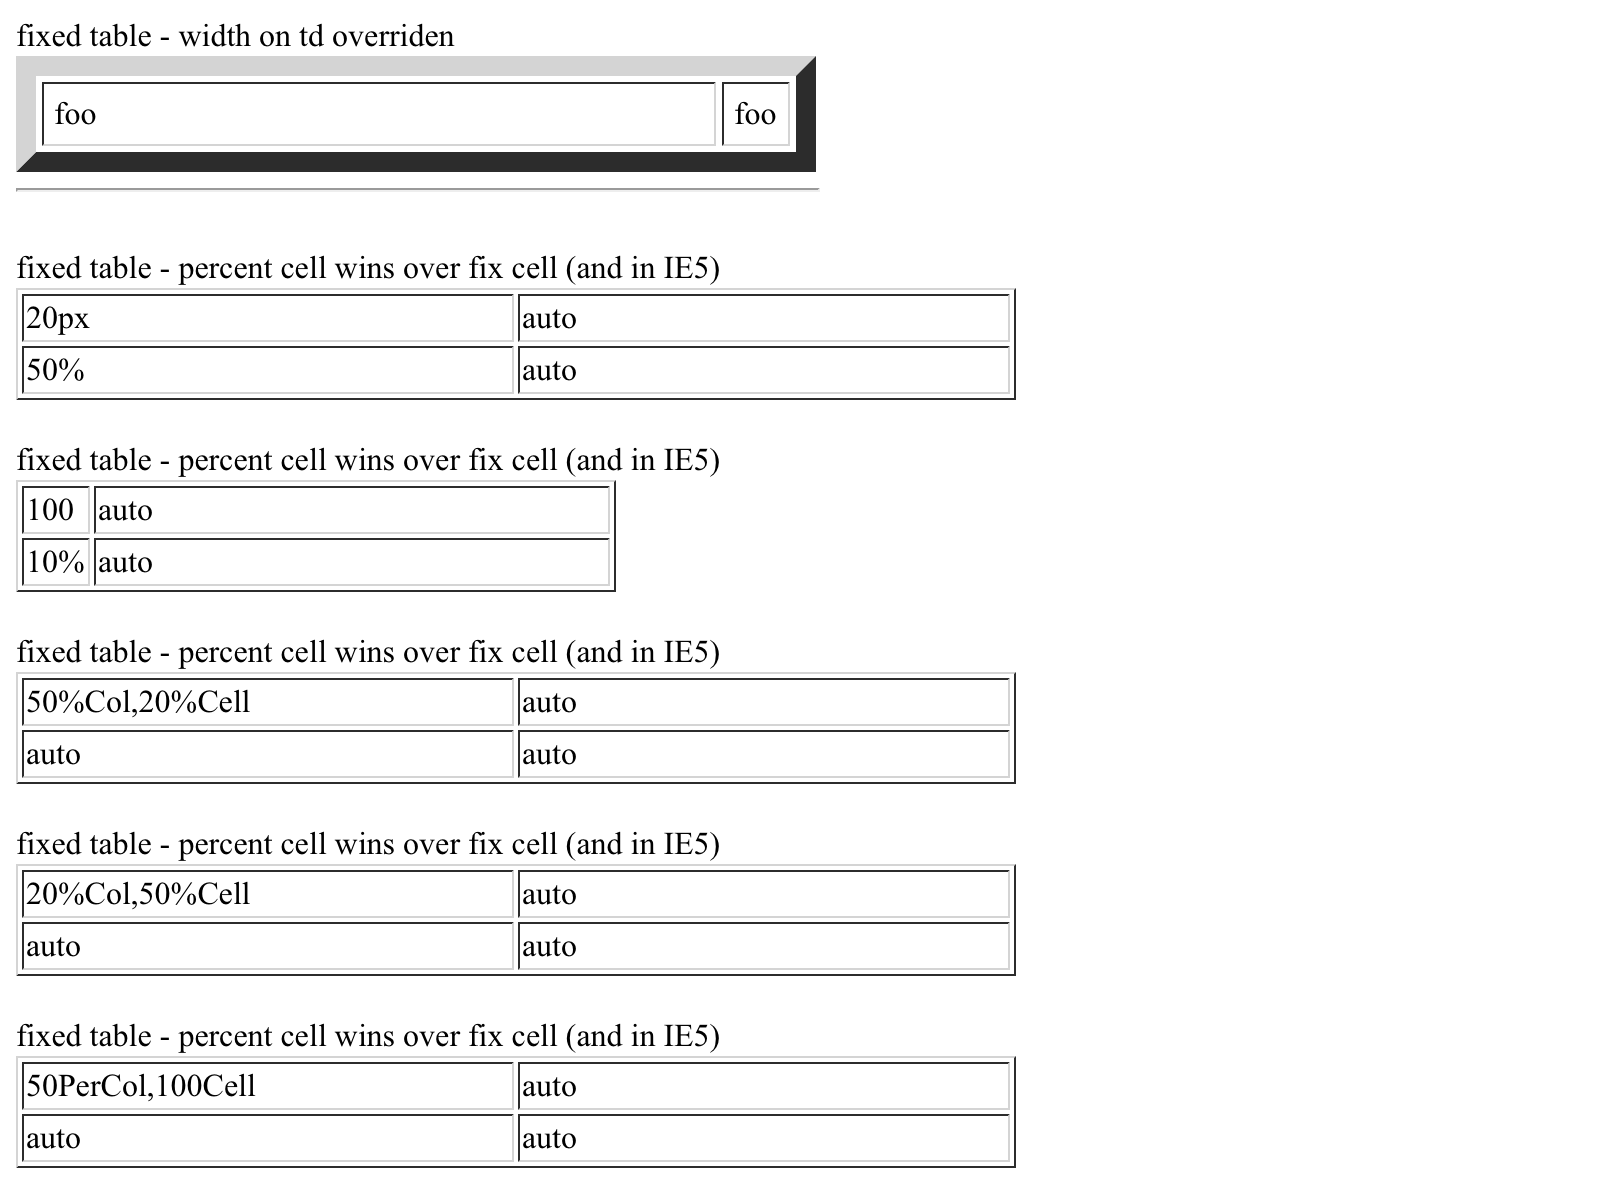 fixed table - width on td overriden
foo foo
fixed table - percent cell wins over fix cell (and in IE5)
20px auto
50% auto
fixed table - percent cell wins over fix cell (and in IE5)
100 auto
10% auto
fixed table - percent cell wins over fix cell (and in IE5)
50%Col,20%Cell auto
auto auto
fixed table - percent cell wins over fix cell (and in IE5)
20%Col,50%Cell auto
auto auto
fixed table - percent cell wins over fix cell (and in IE5)
50PerCol,100Cell auto
auto auto